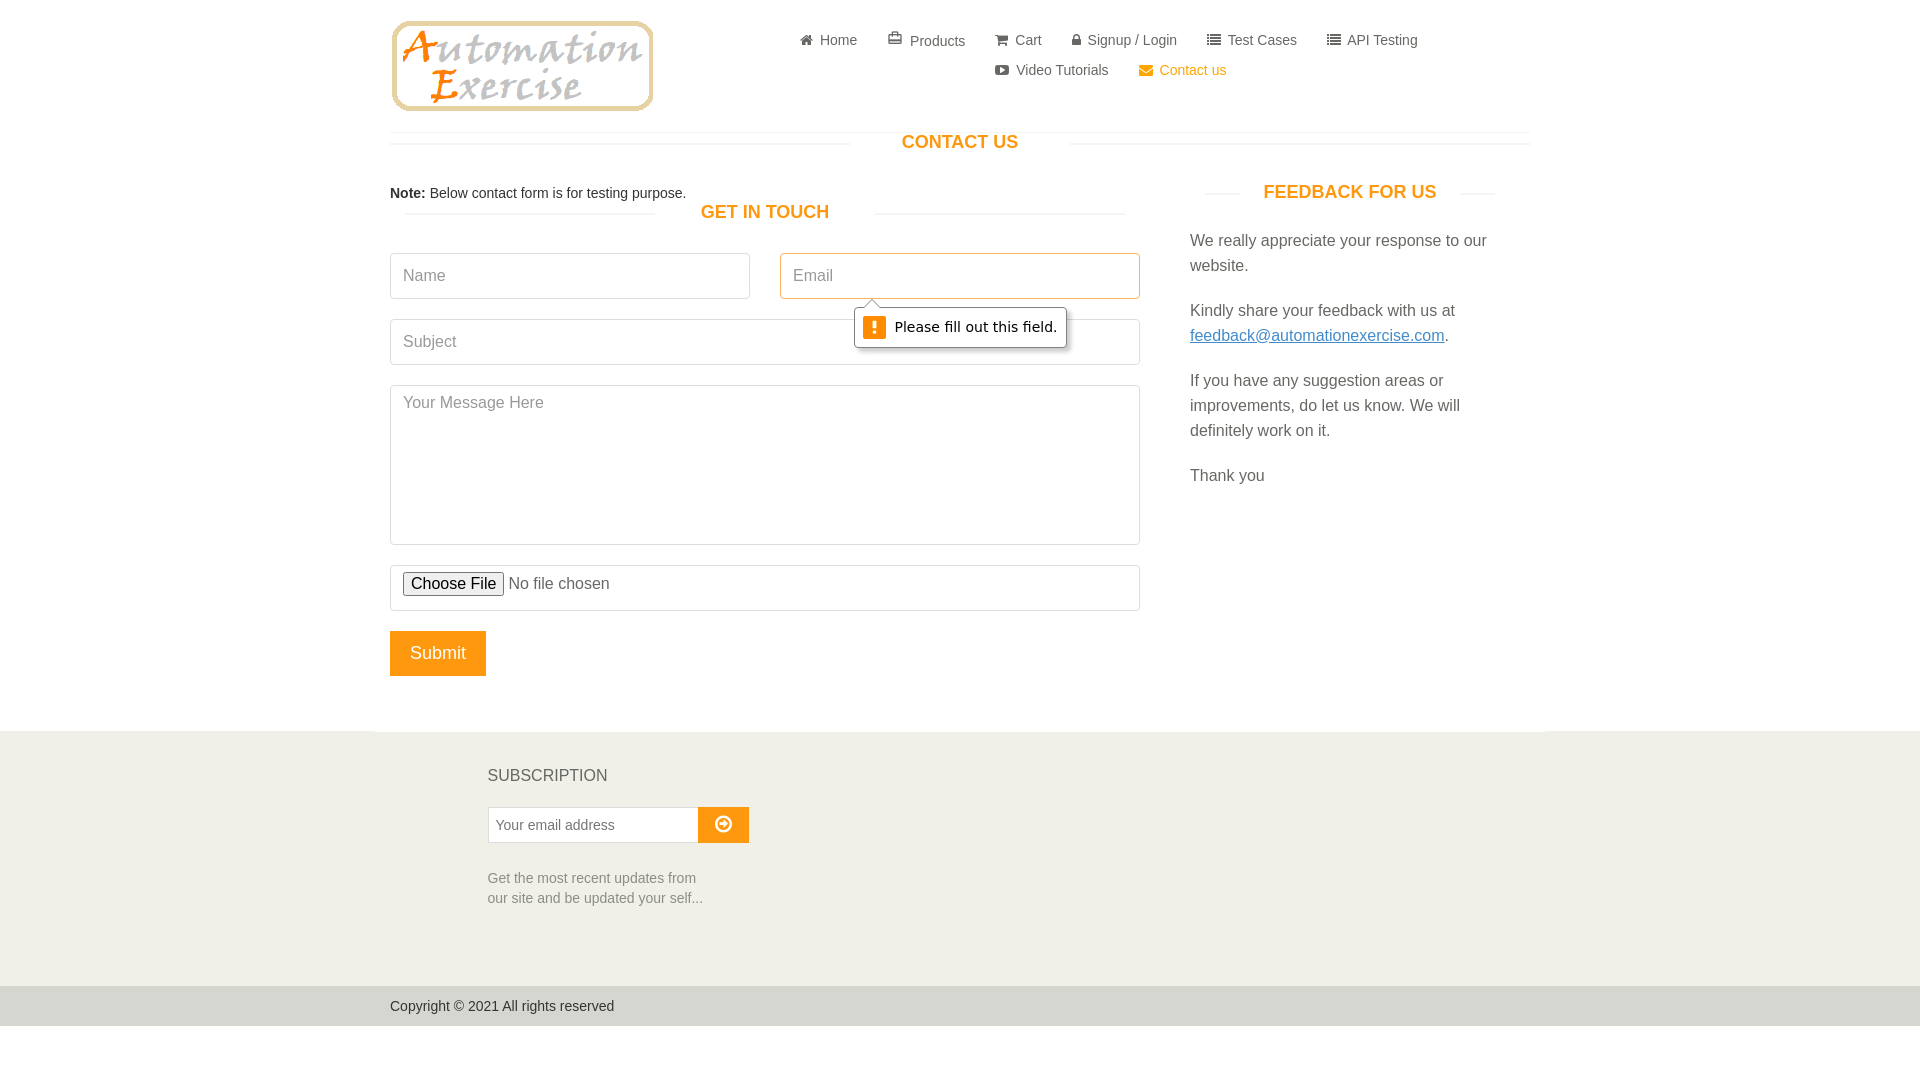 Automation
Exercise
Home
Products
Cart
Signup / Login
Test Cases
API Testing
Video Tutorials
Contact us
CONTACT US
Note: Below contact form is for testing purpose.
GET IN TOUCH
Name
Email
Please fill out this field.
Subject
Your Message Here
Choose File No file chosen
Submit
FEEDBACK FOR US
We really appreciate your response to our
website.
Kindly share your feedback with us at
feedback@automationexercise.com.
If you have any suggestion areas or
improvements, do let us know. We will
definitely work on it.
Thank you
SUBSCRIPTION
Your email address
Get the most recent updates from
our site and be updated your self...
Copyright © 2021 All rights reserved